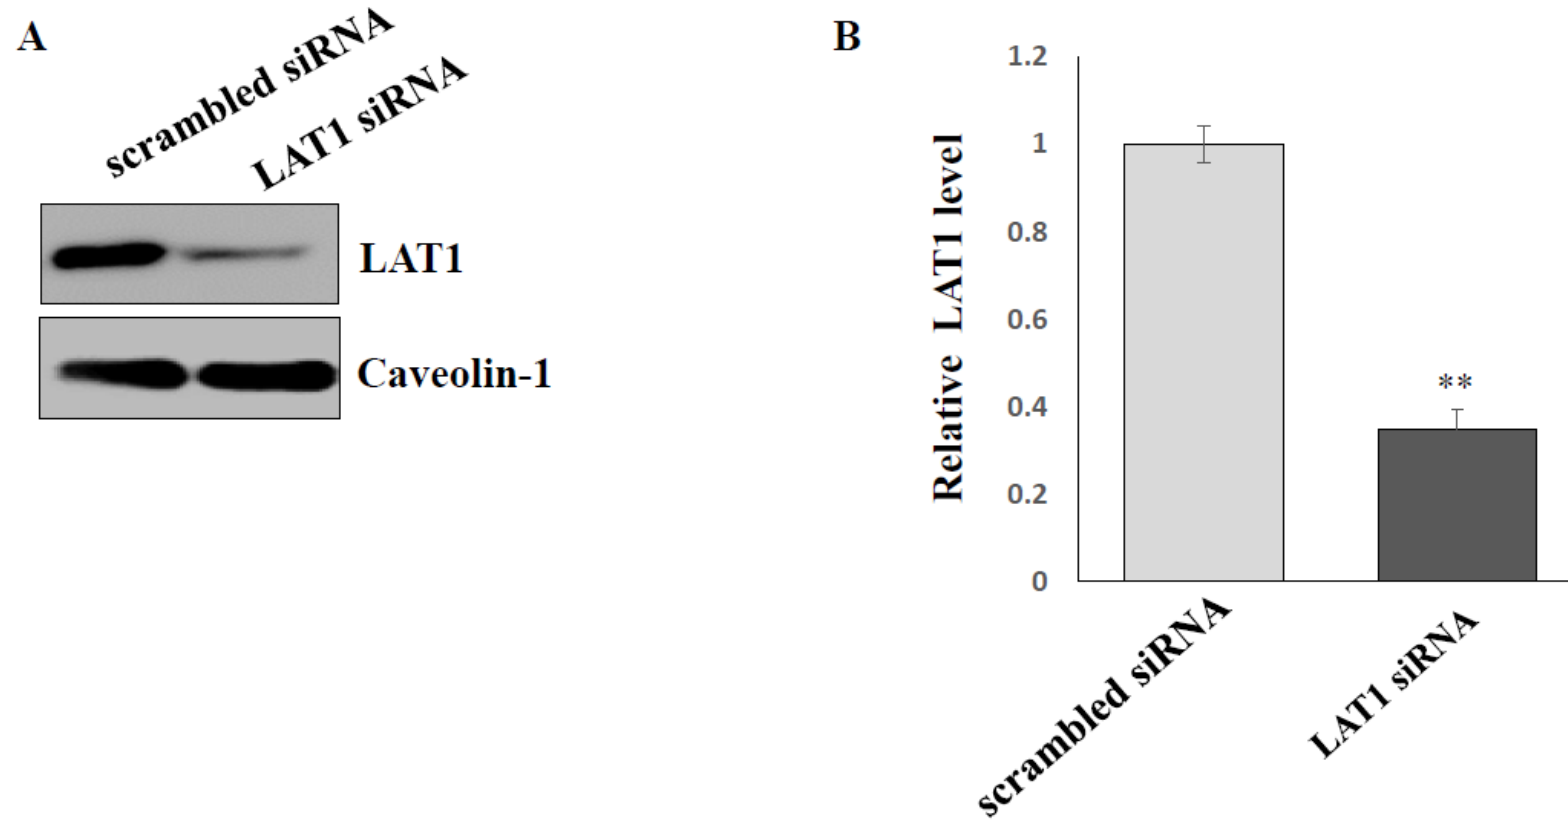 A
scrambled siRNA
LAT1 siRNA
LAT1
Caveolin-1
B
Relative LAT1 level
1.2
1
0.8
0.6
0.4
0.2
0
**
scrambled siRNA
LAT1 siRNA